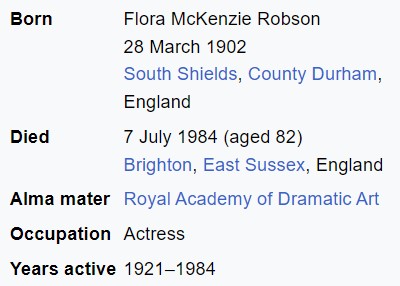 Born Flora McKenzie Robson
28 March 1902
South Shields, County Durham,
England
Died 7 July 1984 (aged 82)
Brighton, East Sussex, England
Alma mater Royal Academy of Dramatic Art
Occupation Actress
Years active 1921–1984